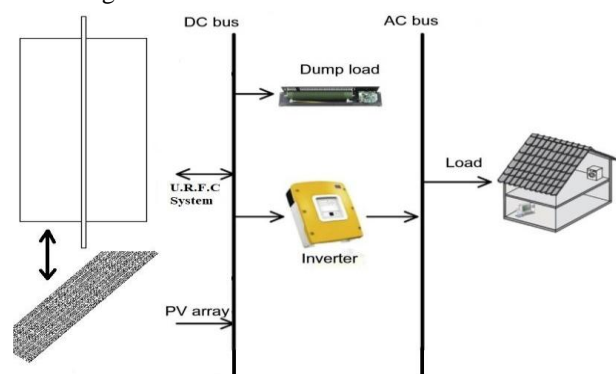 DC bus
AC bus
Dump load
U.R.F.C
System
Load
Inverter
PV array